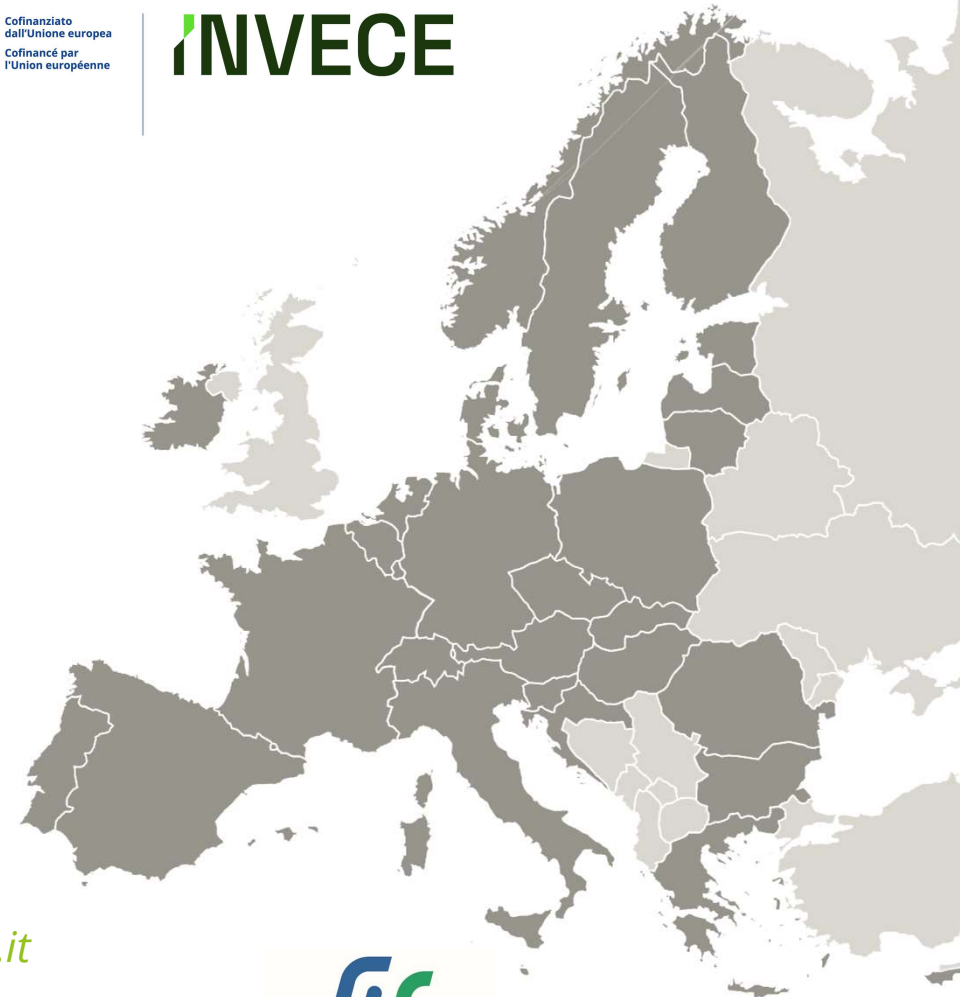 Cofinanziato
dall'Unione europea
Cofinancé par
l'Union européenne
INVECE
.it